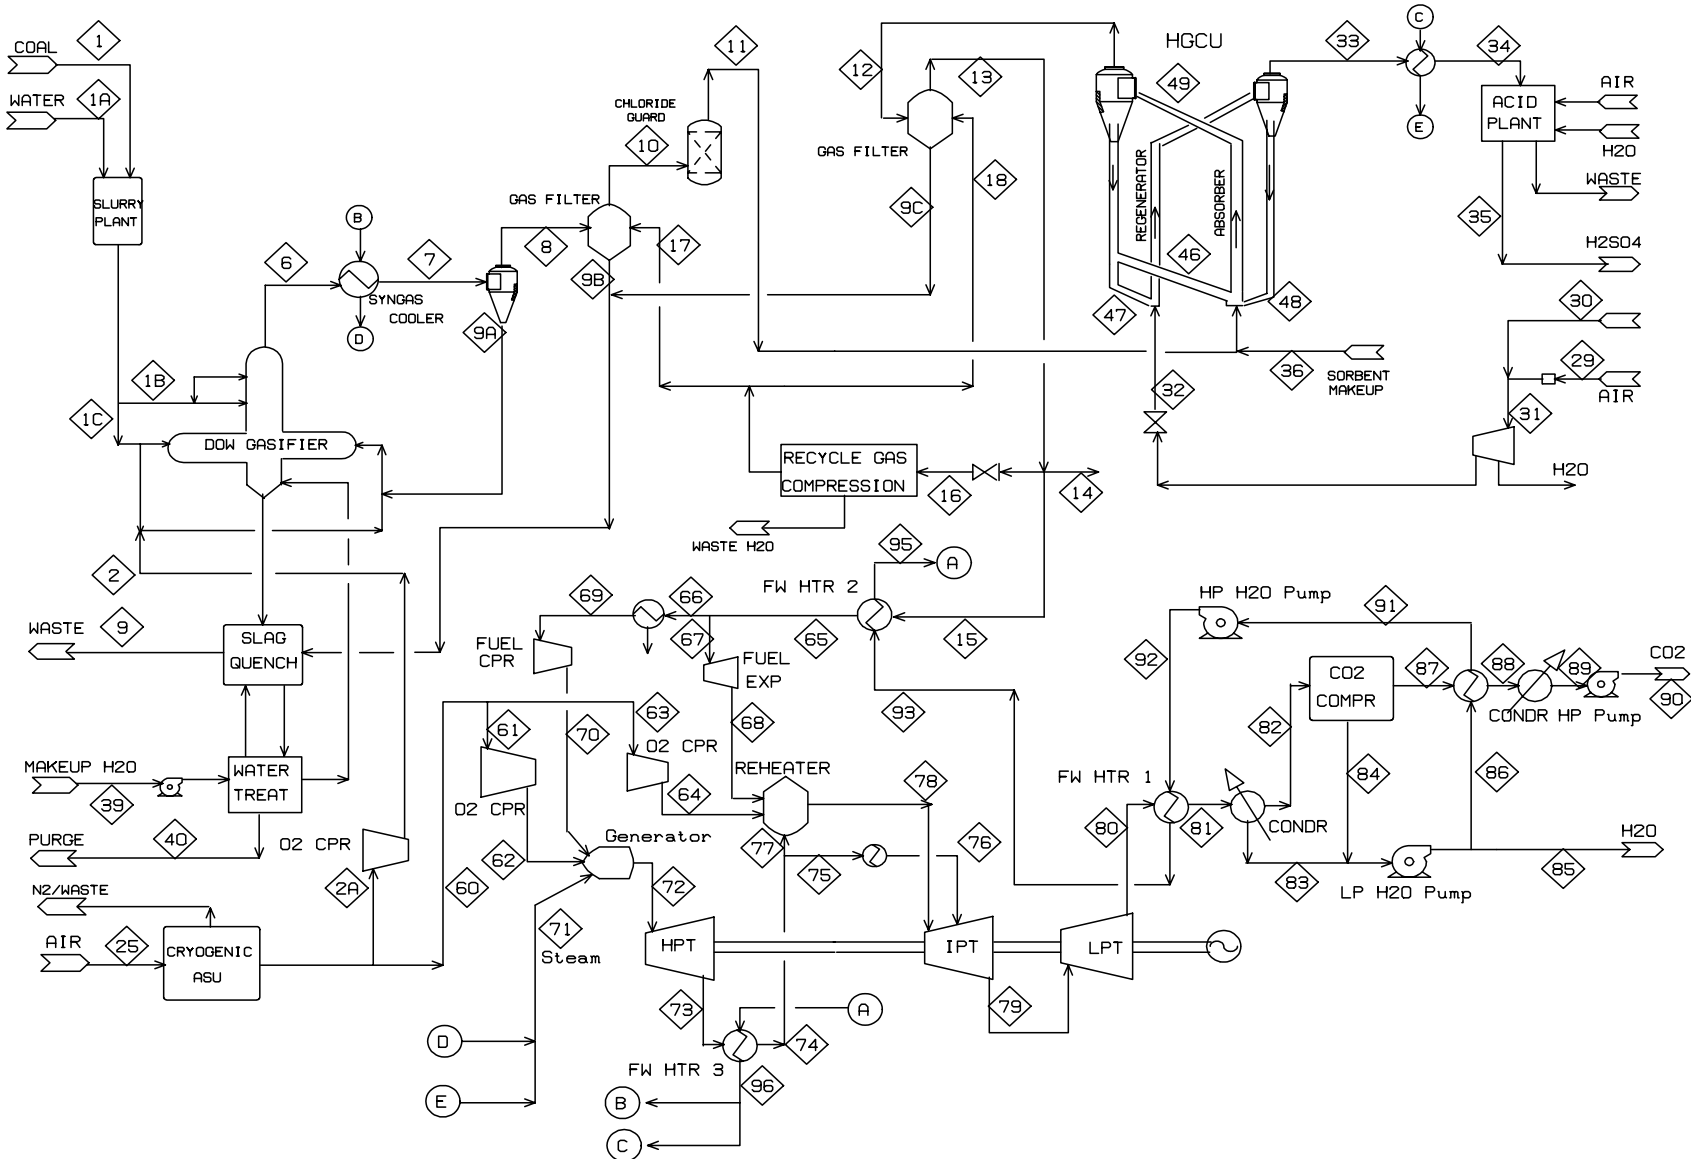 COAL
1
WATER
1A
SLURRY
PLANT
6
B
7
SYNGAS
COOLER
D
8
9A
GAS FILTER
10
CHLORIDE
GUARD
11
9B
17
12
13
GAS FILTER
9C
18
HGCU
49
REGENERATOR
ABSORBER
46
47
48
33
C
E
34
ACID
PLANT
AIR
H2O
WASTE
35
H2SO4
30
29
AIR
31
H2O
32
36
SORBENT
MAKEUP
1B
1C
DOW GASIFIER
RECYCLE GAS
COMPRESSION
16
14
WASTE H2O
2
WASTE
9
SLAG
QUENCH
MAKEUP H2O
39
WATER
TREAT
PURGE
40
O2 CPR
2A
N2/WASTE
AIR
25
CRYOGENIC
ASU
60
95
A
FW HTR 2
69
66
67
65
15
FUEL
CPR
FUEL
EXP
93
61
70
63
68
O2 CPR
64
REHEATER
78
O2 CPR
62
Generator
72
77
75
76
71
Steam
HPT
IPT
LPT
73
79
A
74
FW HTR 3
96
D
E
B
C
HP H2O Pump
91
92
CO2
COMPR
87
88
89
CO2
90
CONDR
HP Pump
82
FW HTR 1
80
81
CONDR
84
86
83
LP H2O Pump
85
H2O